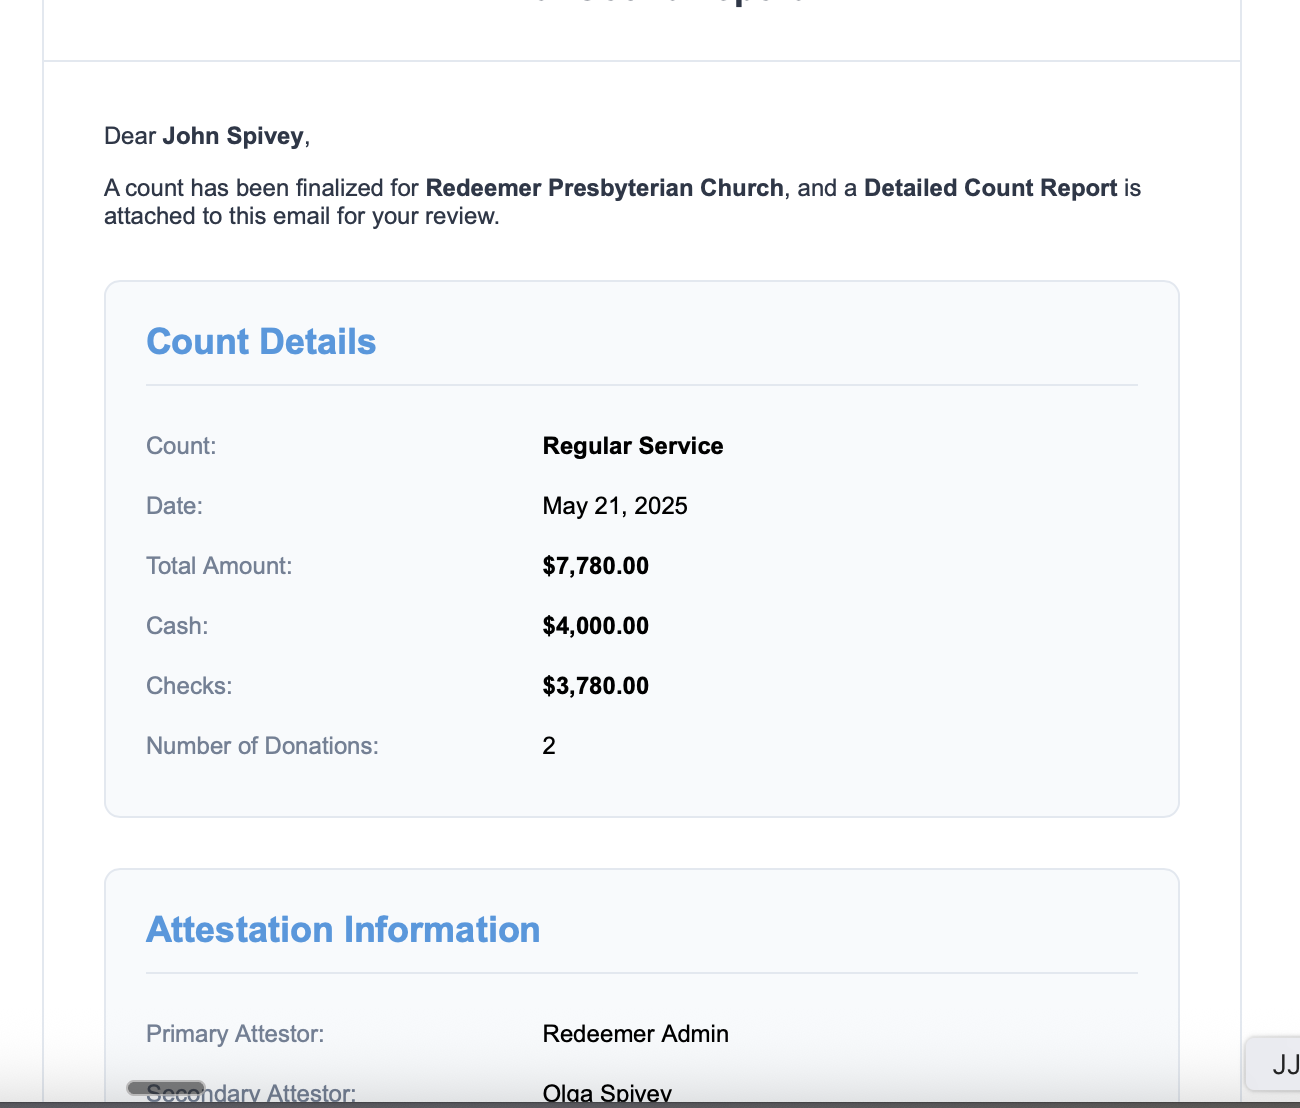 Dear John Spivey,
A count has been finalized for Redeemer Presbyterian Church, and a Detailed Count Report is
attached to this email for your review.
Count Details
Count: Regular Service
Date: May 21, 2025
Total Amount: $7,780.00
Cash: $4,000.00
Checks: $3,780.00
Number of Donations: 2
Attestation Information
Primary Attestor: Redeemer Admin
Secondary Attestor: Olga Spivey
JJ